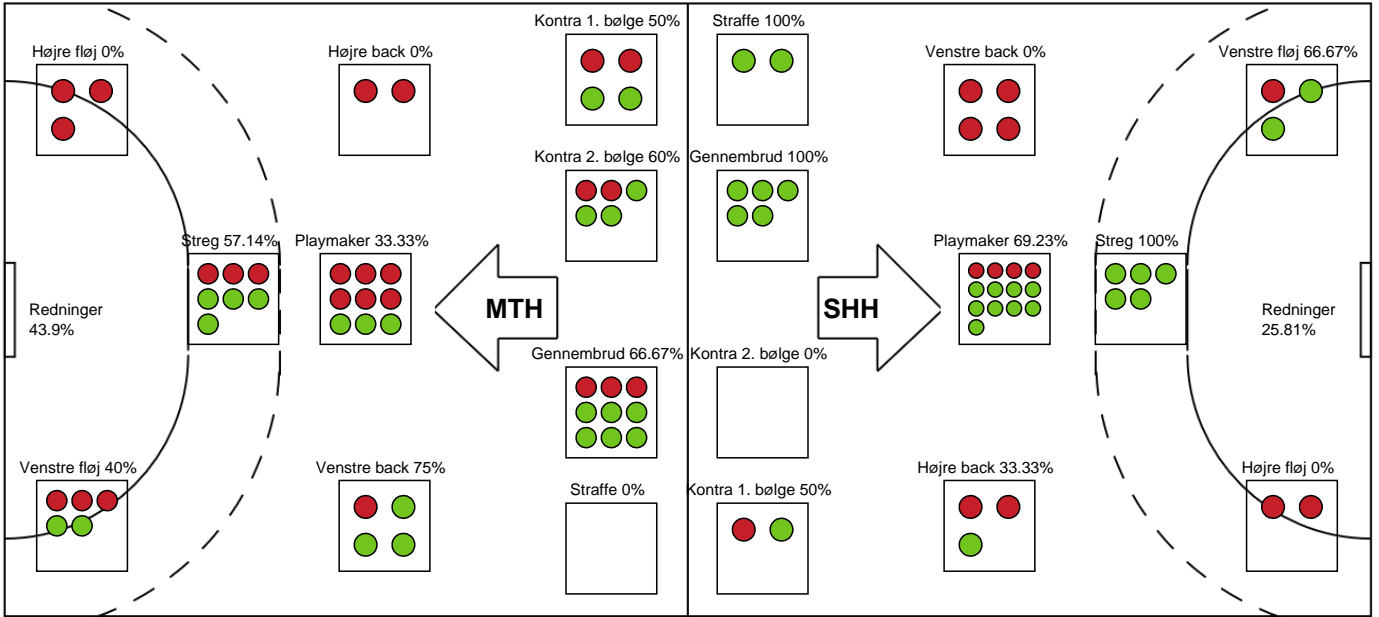 Kontra 1. bølge 50%
Straffe 100%
Højre fløj 0%
Højre back 0%
Venstre back 0%
Venstre fløj 66.67%
Kontra 2. bølge 60%
Gennembrud 100%
Streg 57.14%
Playmaker 33.33%
Playmaker 69.23%
Streg 100%
Redninger
43.9%
MTH
SHH
Redninger
25.81%
Gennembrud 66.67%
Kontra 2. bølge 0%
Venstre fløj 40%
Venstre back 75%
Højre back 33.33%
Højre fløj 0%
Straffe 0%
Kontra 1. bølge 50%